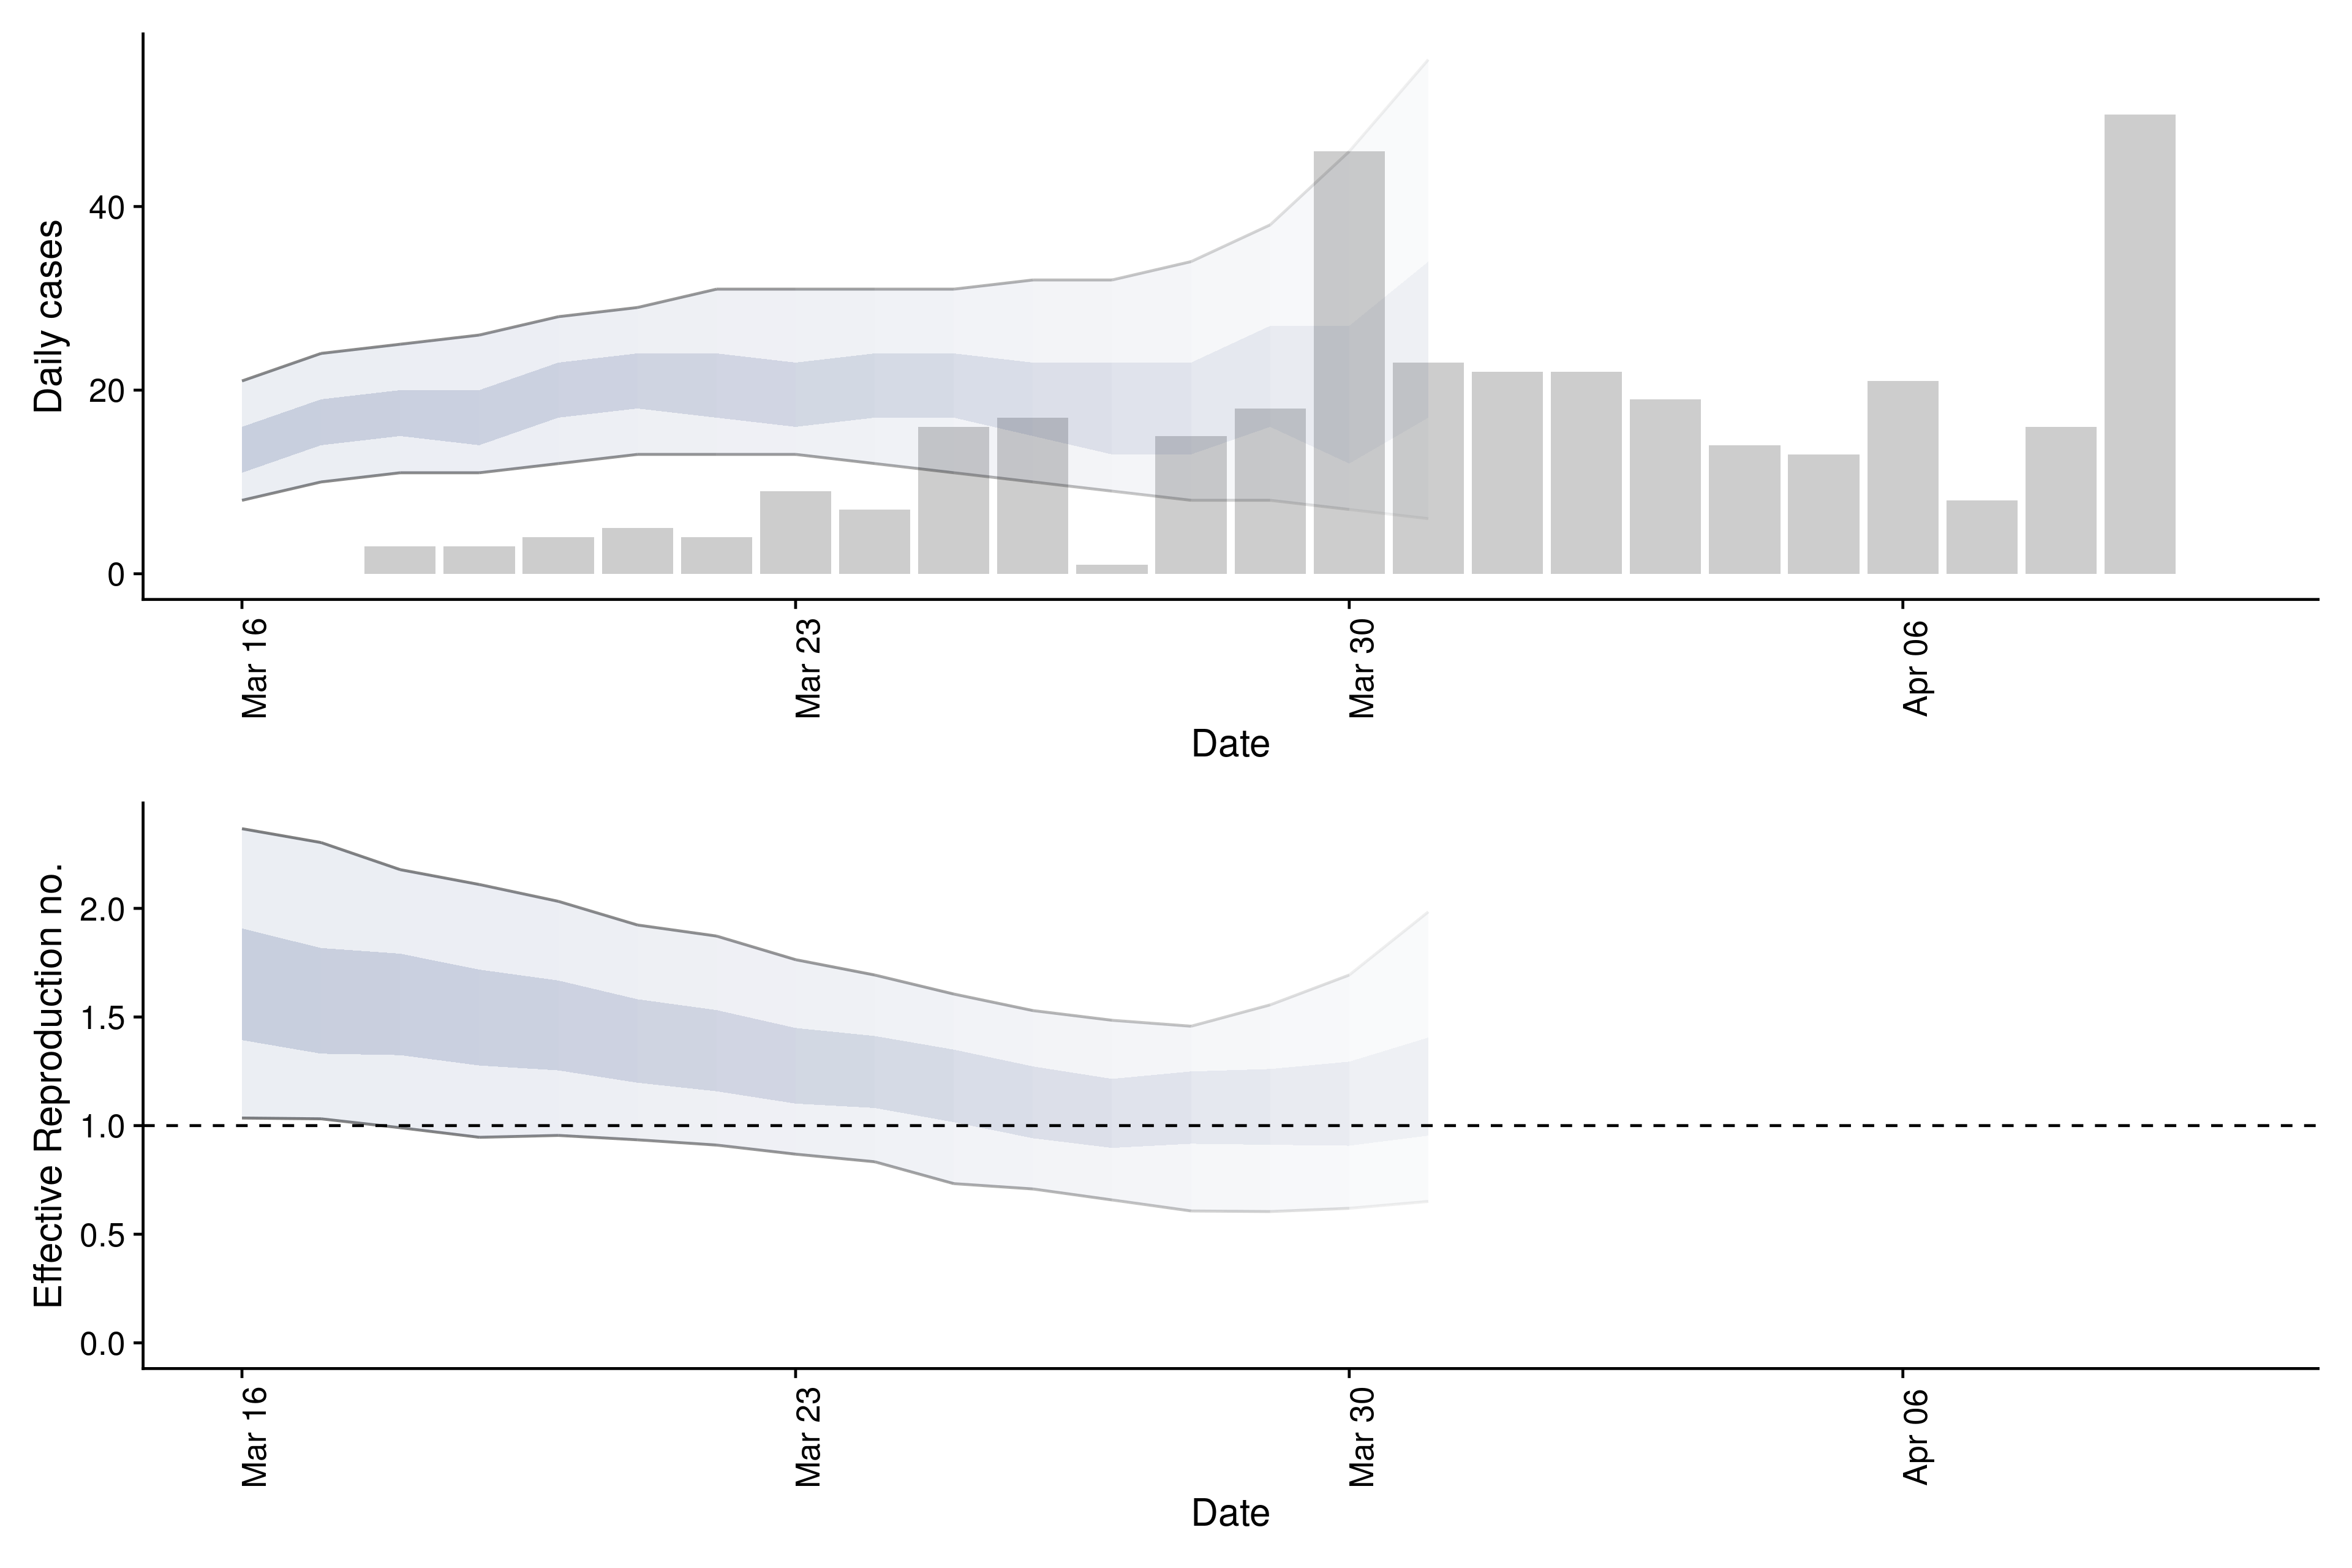 Daily cases
40
20
0
Mar 16
Mar 23
Mar 30
Apr 06
Date
Effective Reproduction no.
2.0
1.5
1.0
0.5
0.0
Mar 16
Mar 23
Mar 30
Apr 06
Date